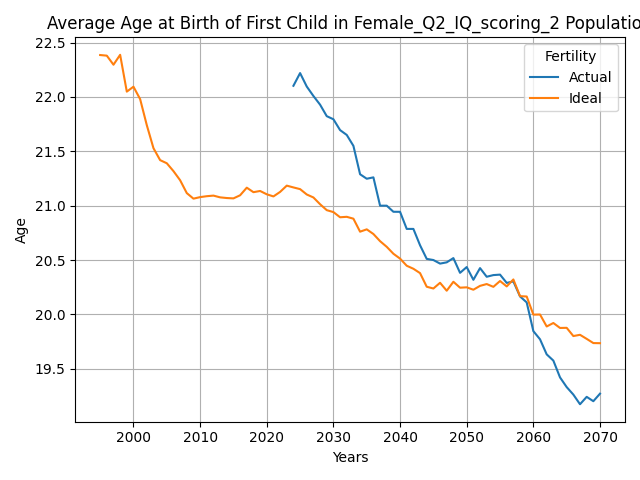 Average Age at Birth of First Child in Female_Q2_IQ_scoring_2 Populatio
22.5
22.0
21.5
21.0
20.5
20.0
19.5
Age
Fertility
Actual
Ideal
2000
2010
2020
2030
2040
2050
2060
2070
Years